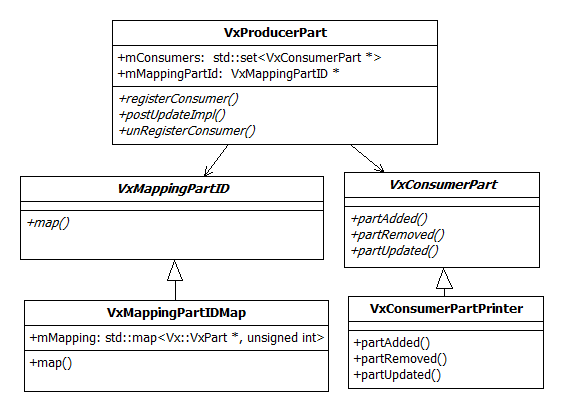 VxProducerPart
+mConsumers: std::set<VxConsumerPart *>
+mMappingPartId: VxMappingPartID *
+registerConsumer()
+postUpdateImpl()
+unRegisterConsumer()
VxMappingPartID
+map()
VxConsumerPart
+partAdded()
+partRemoved()
+partUpdated()
VxMappingPartIDMap
+mMapping: std::map<Vx::VxPart *, unsigned int>
+map()
VxConsumerPartPrinter
+partAdded()
+partRemoved()
+partUpdated()